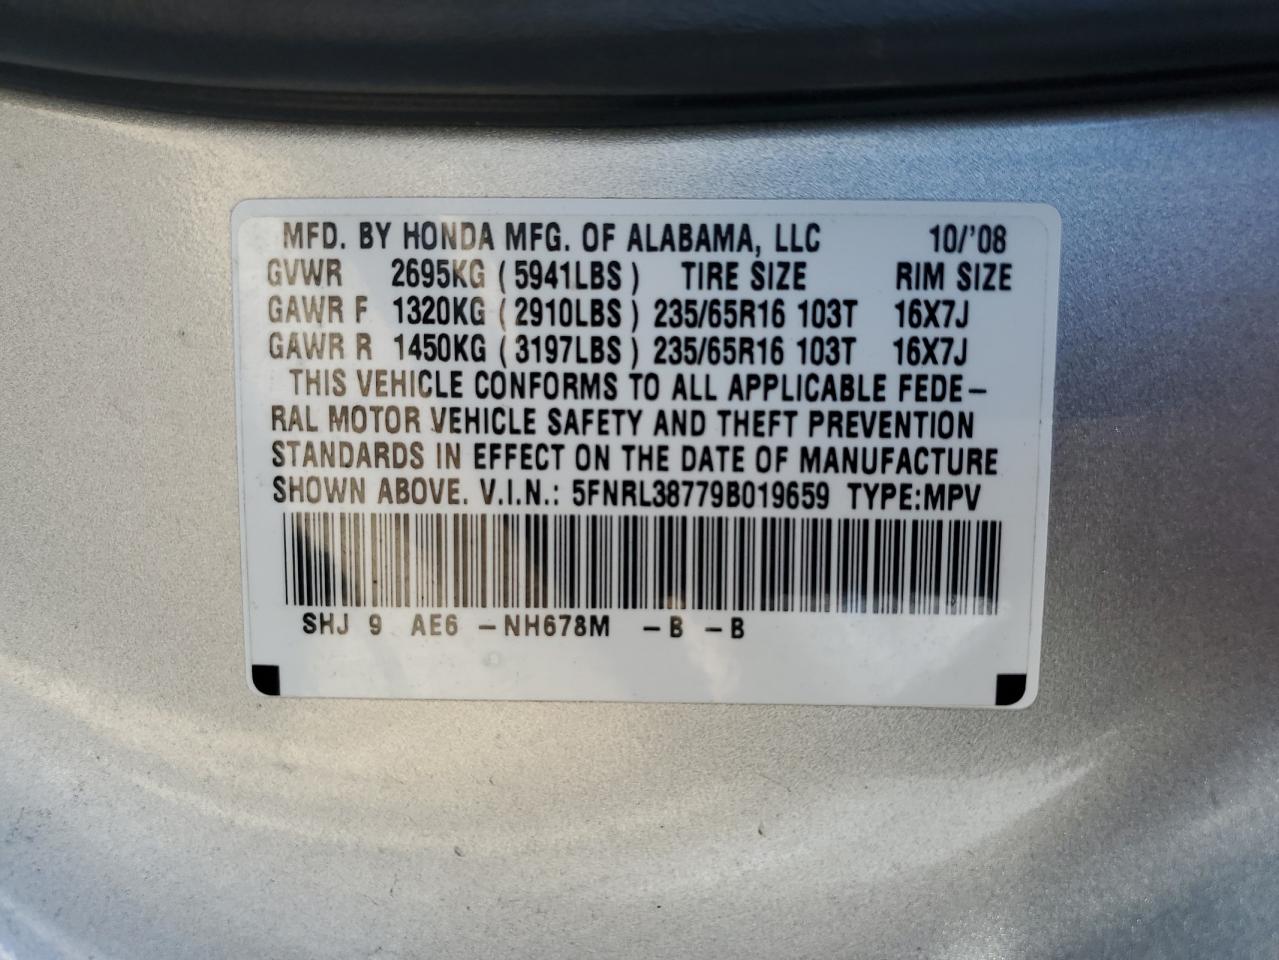 MFD. BY HONDA MFG. OF ALABAMA, LLC 10/'08
GVWR 2695KG (5941LBS) TIRE SIZE RIM SIZE
GAWR F 1320KG (2910LBS) 235/65R16 103T 16X7J
GAWR R 1450KG (3197LBS) 235/65R16 103T 16X7J
THIS VEHICLE CONFORMS TO ALL APPLICABLE FEDE-
RAL MOTOR VEHICLE SAFETY AND THEFT PREVENTION
STANDARDS IN EFFECT ON THE DATE OF MANUFACTURE
SHOWN ABOVE. V.I.N.: 5FNRL38779B019659 TYPE:MPV
SHJ 9 AE6 -NH678M -B -B